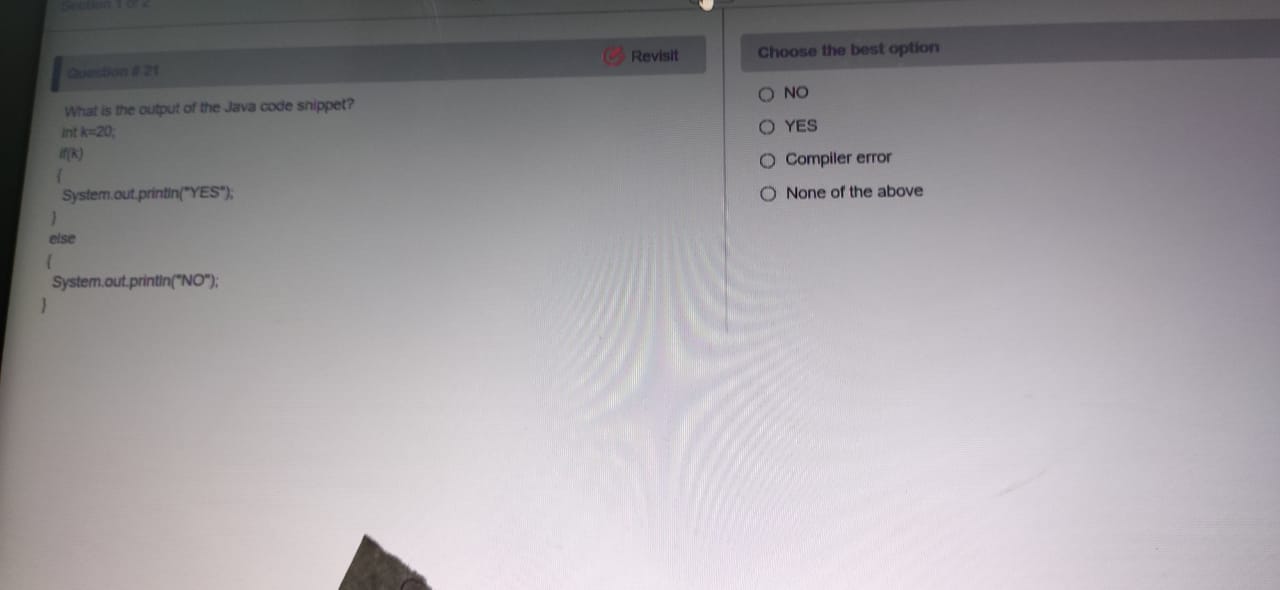 Section 1 of 2
Question # 21
Revisit
What is the output of the Java code snippet?
int k=20;
if(k)
{
System.out.println("YES");
}
else
{
System.out.println("NO");
}
Choose the best option
NO
YES
Compiler error
None of the above